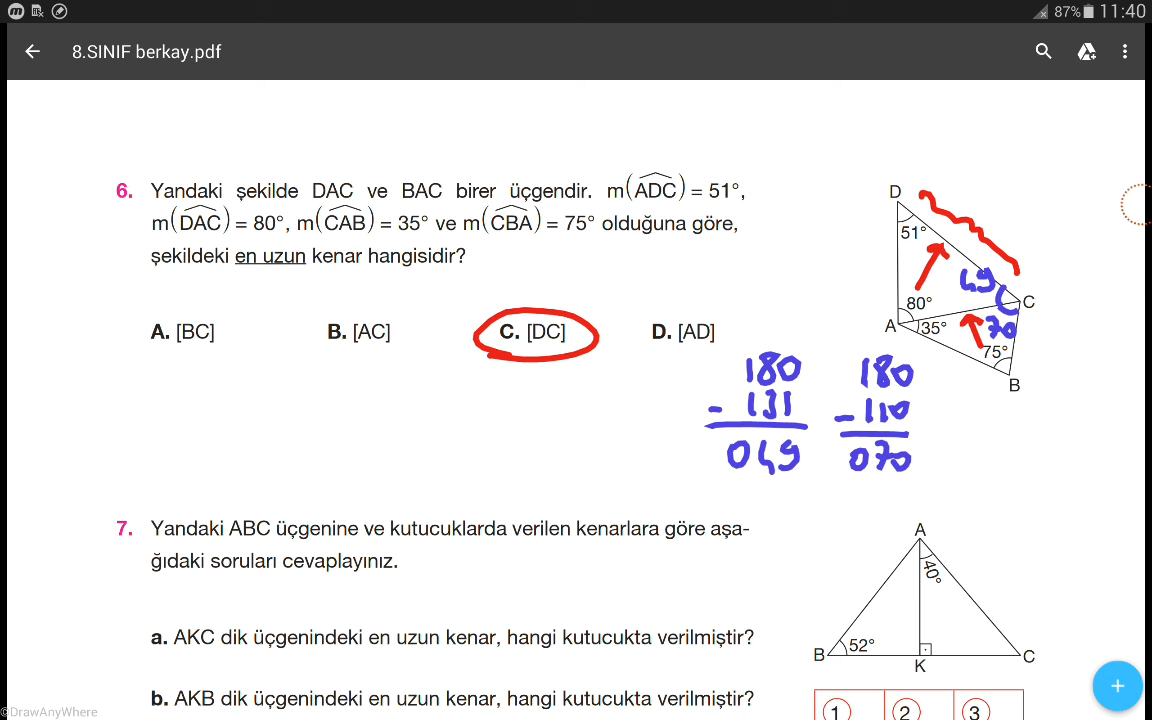 87% 11:40
8.SINIF berkay.pdf
6. Yandaki şekilde DAC ve BAC birer üçgendir. m(ADC) = 51°,
m(DAC) = 80°, m(CAB) = 35° ve m(CBA) = 75° olduğuna göre,
şekildeki en uzun kenar hangisidir?
A. [BC] B. [AC] C. [DC] D. [AD]
D
51°
49
80°
C
A
35°
70
75°
B
180 180
- 131 - 110
049 070
7. Yandaki ABC üçgenine ve kutucuklarda verilen kenarlara göre aşa-
ğıdaki soruları cevaplayınız.
A
40°
a. AKC dik üçgenindeki en uzun kenar, hangi kutucukta verilmiştir?
52°
B
K
C
b. AKB dik üçgenindeki en uzun kenar, hangi kutucukta verilmiştir?
1 2 3
+
©DrawAnyWhere